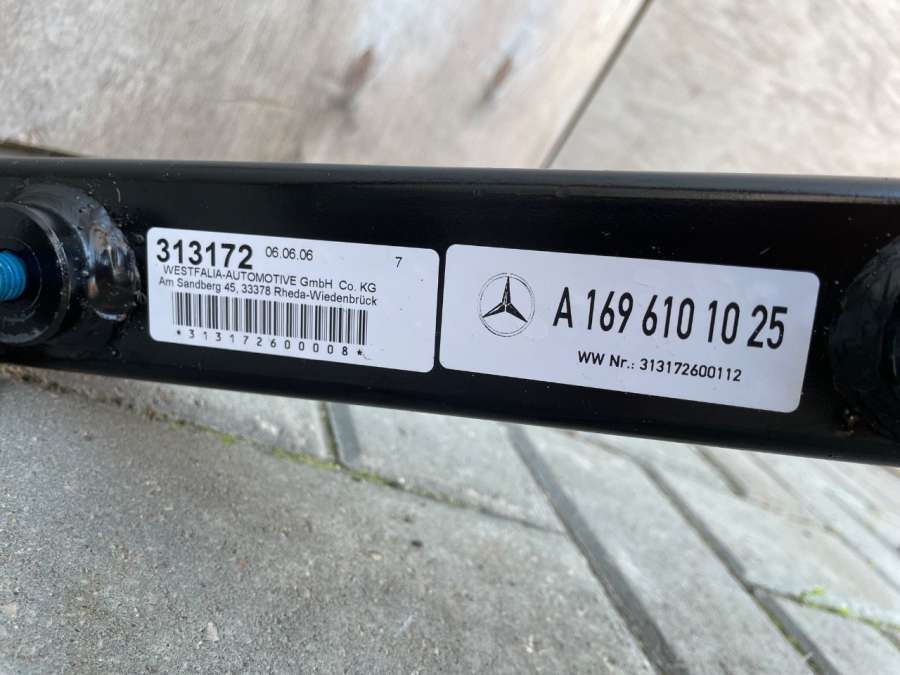 313172 06.06.06 7
WESTFALIA-AUTOMOTIVE GmbH Co. KG
Am Sandberg 45, 33378 Rheda-Wiedenbrück
*313172600008*
A 169 610 10 25
WW Nr.: 313172600112